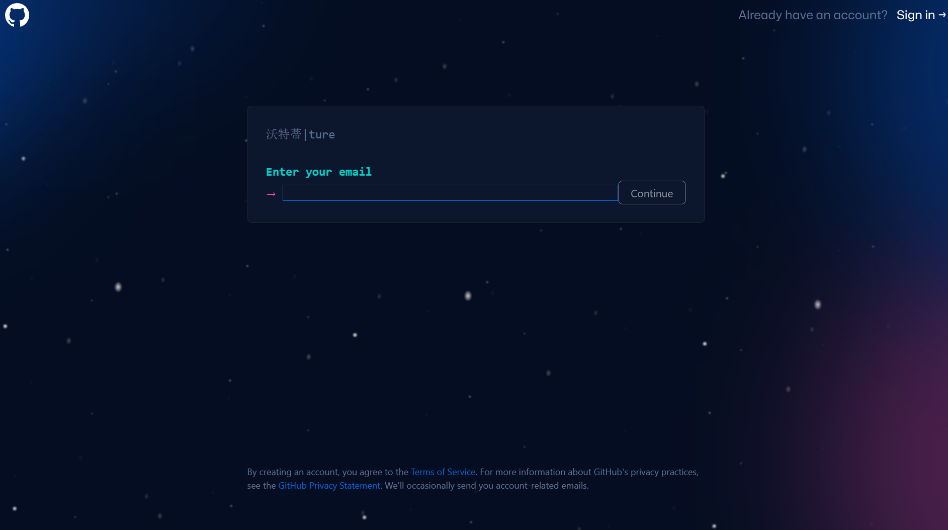 Already have an account? Sign in →
沃特蒂|ture
Enter your email
→ Continue
By creating an account, you agree to the Terms of Service. For more information about GitHub's privacy practices,
see the GitHub Privacy Statement. We'll occasionally send you account-related emails.